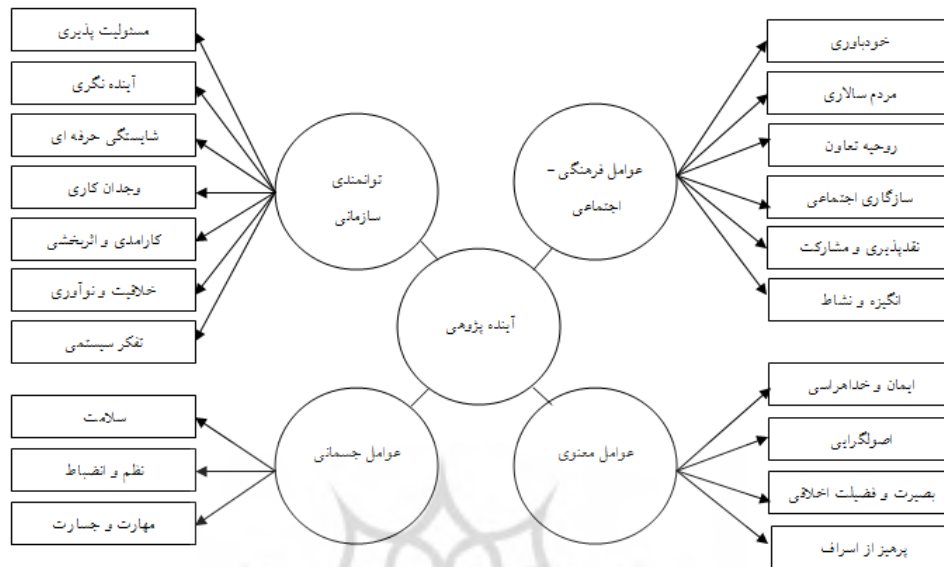 خودباوری
مردم سالاری
روحیه تعاون
سازگاری اجتماعی
نقدپذیری و مشارکت
انگیزه و نشاط
عوامل فرهنگی –
اجتماعی
توانمندی
سازمانی
مسئولیت پذیری
آینده نگری
شایستگی حرفه ای
وجدان کاری
کارامدی و اثربخشی
خلاقیت و نوآوری
تفکر سیستمی
آینده پژوهی
ایمان و خداهراسی
اصولگرایی
بصیرت و فضیلت اخلاقی
پرهیز از اسراف
عوامل معنوی
عوامل جسمانی
سلامت
نظم و انضباط
مهارت و جسارت